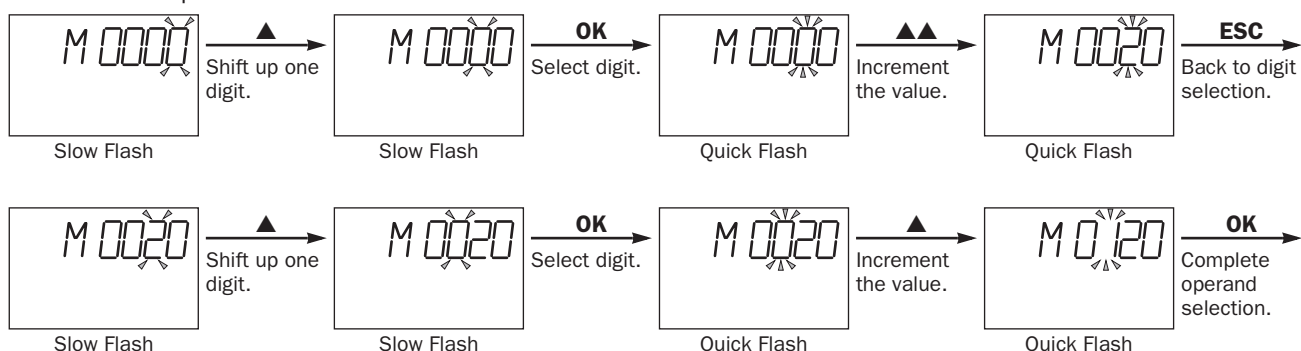 M 0000
▲
Shift up one
digit.
M 0000
OK
Select digit.
M 0000
▲▲
Increment
the value.
M 0020
ESC
Back to digit
selection.
Slow Flash
Slow Flash
Quick Flash
Quick Flash
M 0020
▲
Shift up one
digit.
M 0020
OK
Select digit.
M 0020
▲
Increment
the value.
M 0120
OK
Complete
operand
selection.
Slow Flash
Slow Flash
Quick Flash
Quick Flash